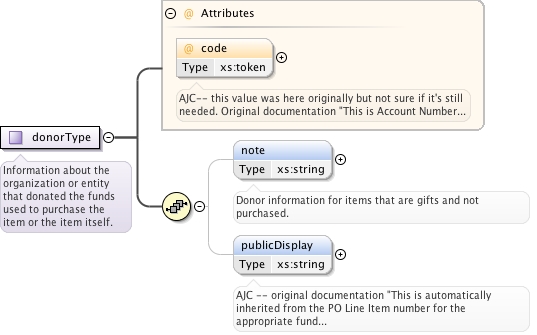 @ Attributes
@ code
Type xs:token
AJC-- this value was here originally but not sure if it's still
needed. Original documentation "This is Account Number...
donorType
Information about the
organization or entity
that donated the funds
used to purchase the
item or the item itself.
note
Type xs:string
Donor information for items that are gifts and not
purchased.
publicDisplay
Type xs:string
AJC -- original documentation "This is automatically
inherited from the PO Line Item number for the
appropriate fund...